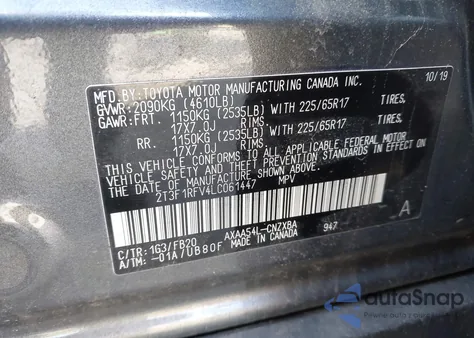 MFD.BY:TOYOTA MOTOR MANUFACTURING CANADA INC. 10/19
GVWR:2090KG (4610LB)
GAWR:FRT. 1150KG (2535LB) WITH 225/65R17 TIRES,
17X7.0J RIMS
RR. 1150KG (2535LB) WITH 225/65R17 TIRES,
17X7.0J RIMS
THIS VEHICLE CONFORMS TO ALL APPLICABLE FEDERAL MOTOR
VEHICLE SAFETY AND THEFT PREVENTION STANDARDS IN EFFECT ON
THE DATE OF MANUFACTURE SHOWN ABOVE.
2T3F1RFV4LC061447 MPV
A
C/TR:1G3/FB20 AXAA54L-CNZXBA 947
A/TM:-01A/UB80F MADE IN CANADA
autoSnap